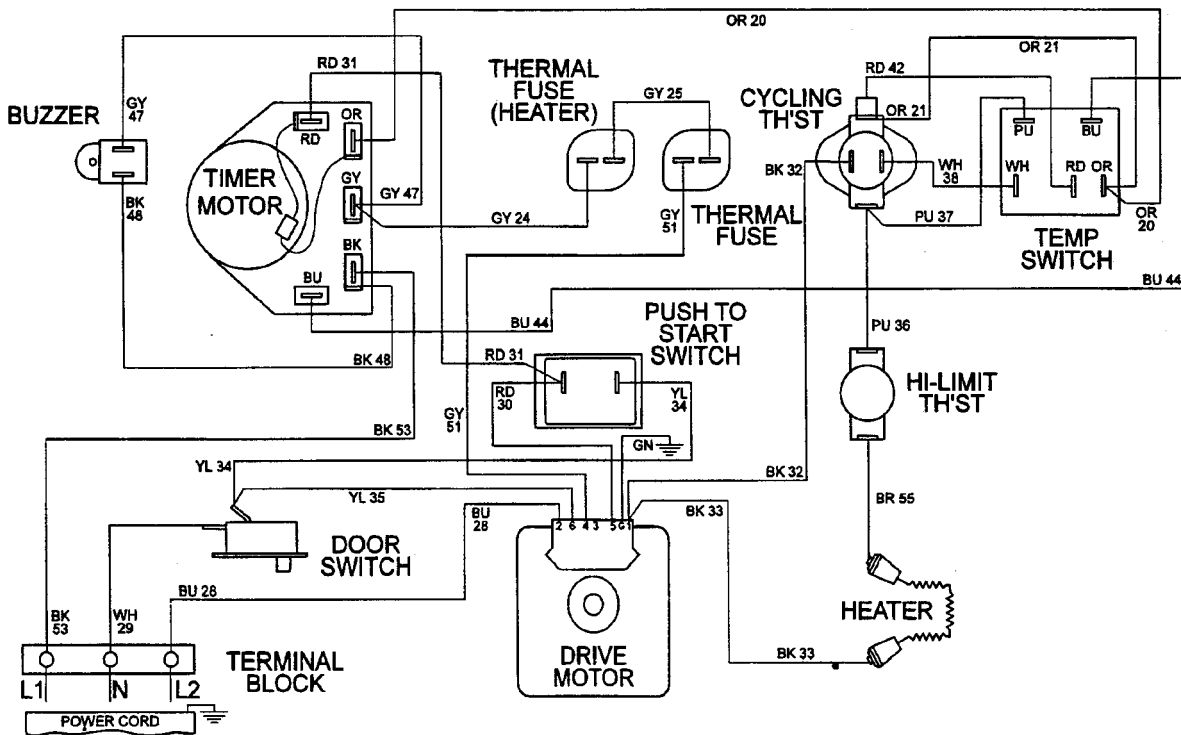 OR 20
OR 21
RD 31
THERMAL
FUSE
(HEATER)
GY 25
CYCLING
TH'ST
RD 42
OR 21
BUZZER
GY
47
RD
OR
PU
BU
TIMER
MOTOR
GY
GY 47
BK 32
WH
38
WH
RD
OR
BK
48
GY 24
GY
51
THERMAL
FUSE
PU 37
OR
20
BK
TEMP
SWITCH
BU
BU 44
BU 44
PUSH TO
START
SWITCH
PU 36
BK 48
RD 31
RD
30
YL
34
HI-LIMIT
TH'ST
GY
51
BK 53
GN
YL 34
BK 32
YL 35
BU
28
BK 33
BR 55
2 6 4 3 5 G 1
DOOR
SWITCH
BU 28
BK
53
WH
29
HEATER
TERMINAL
BLOCK
DRIVE
MOTOR
BK 33
L1
N
L2
POWER CORD